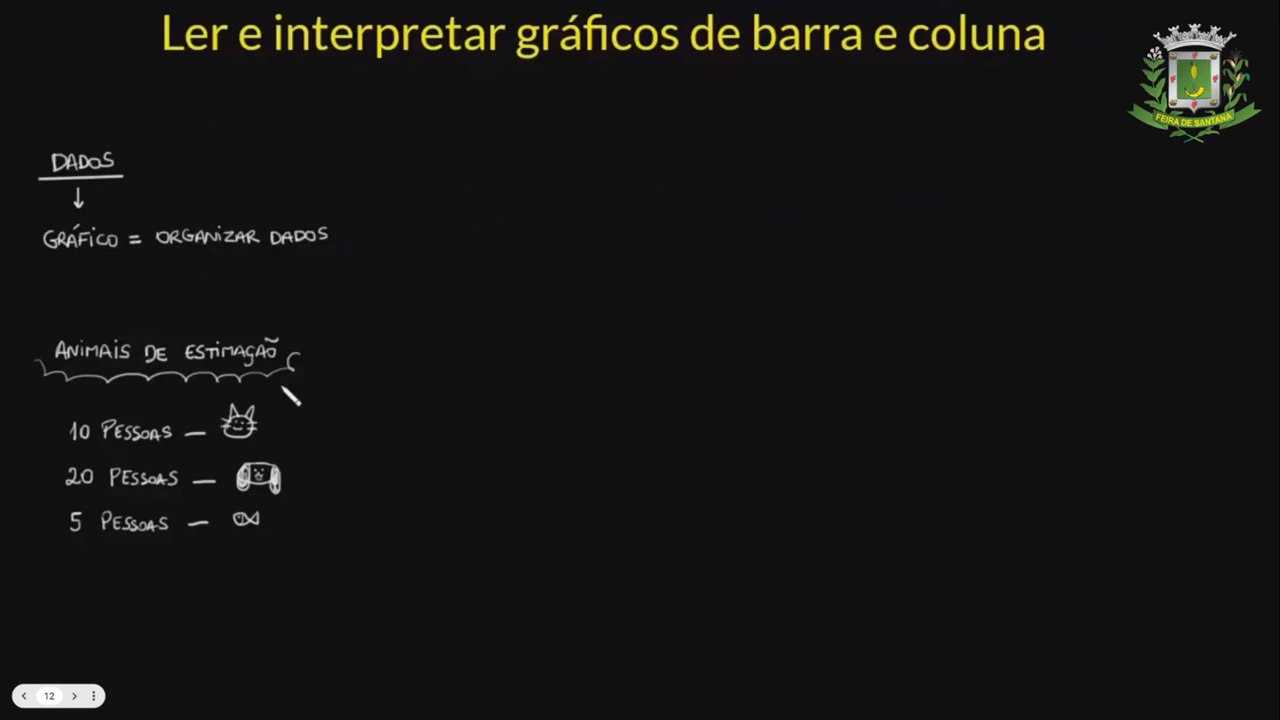 Ler e interpretar gráficos de barra e coluna
FEIRA DE SANTANA
DADOS
GRÁFICO = ORGANIZAR DADOS
ANIMAIS DE ESTIMAÇÃO
10 PESSOAS —
20 PESSOAS —
5 PESSOAS —
12